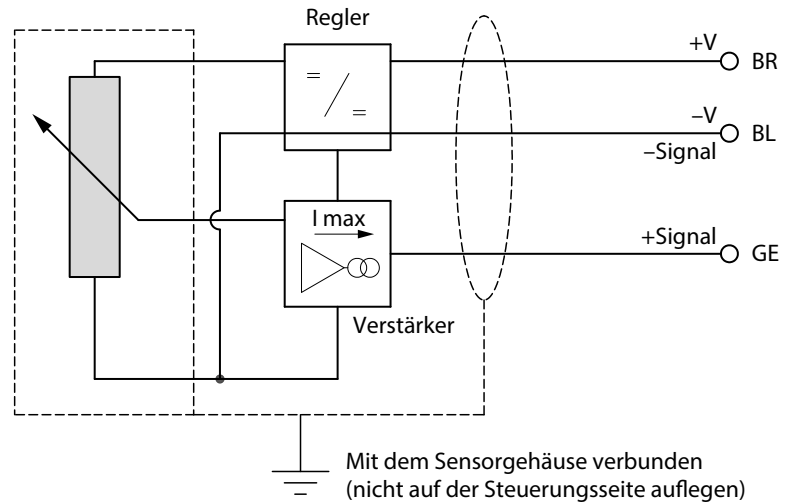 Regler
+V
BR
=
/
=
–V
BL
–Signal
I max
+Signal
GE
Verstärker
Mit dem Sensorgehäuse verbunden
(nicht auf der Steuerungsseite auflegen)